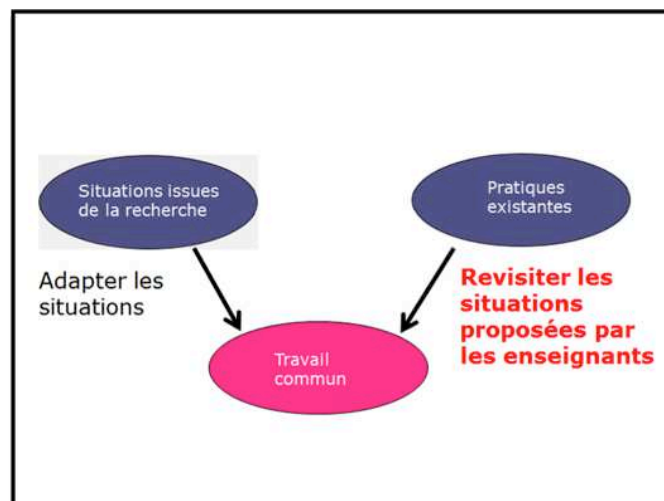 Situations issues
de la recherche
Pratiques
existantes
Adapter les
situations
Revisiter les
situations
proposées par
les enseignants
Travail
commun